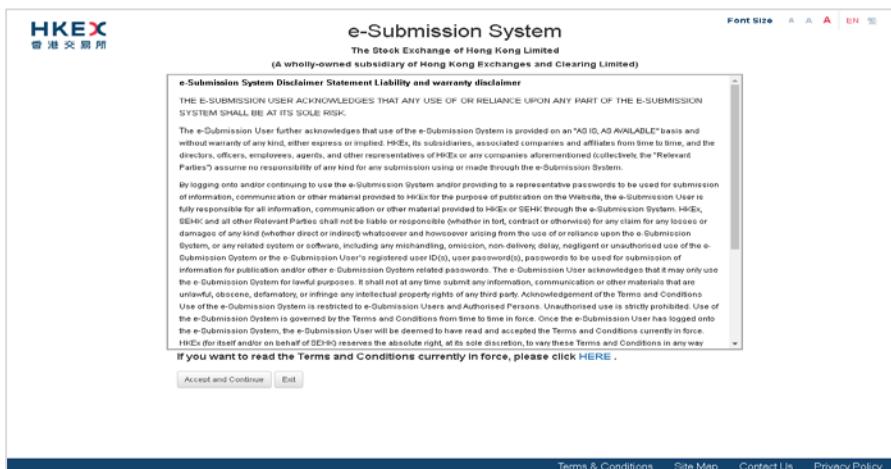 HKEX
香港交易所
Font Size A A A EN 繁
e-Submission System
The Stock Exchange of Hong Kong Limited
(A wholly-owned subsidiary of Hong Kong Exchanges and Clearing Limited)
e-Submission System Disclaimer Statement Liability and warranty disclaimer
THE E-SUBMISSION USER ACKNOWLEDGES THAT ANY USE OF OR RELIANCE UPON ANY PART OF THE E-SUBMISSION
SYSTEM SHALL BE AT ITS SOLE RISK.
The e-Submission User further acknowledges that use of the e-Submission System is provided on an "AS IS, AS AVAILABLE" basis and
without warranty of any kind, either express or implied. HKEx, its subsidiaries, associated companies and affiliates from time to time, and the
directors, officers, employees, agents, and other representatives of HKEx or any companies aforementioned (collectively, the "Relevant
Parties") assume no responsibility of any kind for any submission using or made through the e-Submission System.
By logging onto and/or continuing to use the e-Submission System and/or providing to a representative passwords to be used for submission
of information, communication or other material provided to HKEx for the purpose of publication on the Website, the e-Submission User is
fully responsible for all information, communication or other material provided to HKEx or SEHK through the e-Submission System. HKEx,
SEHK and all other Relevant Parties shall not be liable or responsible (whether in tort, contract or otherwise) for any claim for any losses or
damages of any kind (whether direct or indirect) whatsoever and howsoever arising from the use of or reliance upon the e-Submission
System, or any related system or software, including any mishandling, omission, non-delivery, delay, negligent or unauthorised use of the e-
Submission System or the e-Submission User's registered user ID(s), user password(s), passwords to be used for submission of
information for publication and/or other e-Submission System related passwords. The e-Submission User acknowledges that it may only use
the e-Submission System for lawful purposes. It shall not at any time submit any information, communication or other materials that are
unlawful, obscene, defamatory, or infringe any intellectual property rights of any third party. Acknowledgement of the Terms and Conditions
Use of the e-Submission System is restricted to e-Submission Users and Authorised Persons. Unauthorised use is strictly prohibited. Use of
the e-Submission System is governed by the Terms and Conditions from time to time in force. Once the e-Submission User has logged onto
the e-Submission System, the e-Submission User will be deemed to have read and accepted the Terms and Conditions currently in force.
HKEx (for itself and/or on behalf of SEHK) reserves the absolute right, at its sole discretion, to vary these Terms and Conditions in any way
If you want to read the Terms and Conditions currently in force, please click HERE .
Accept and Continue Exit
Terms & Conditions Site Map Contact Us Privacy Policy